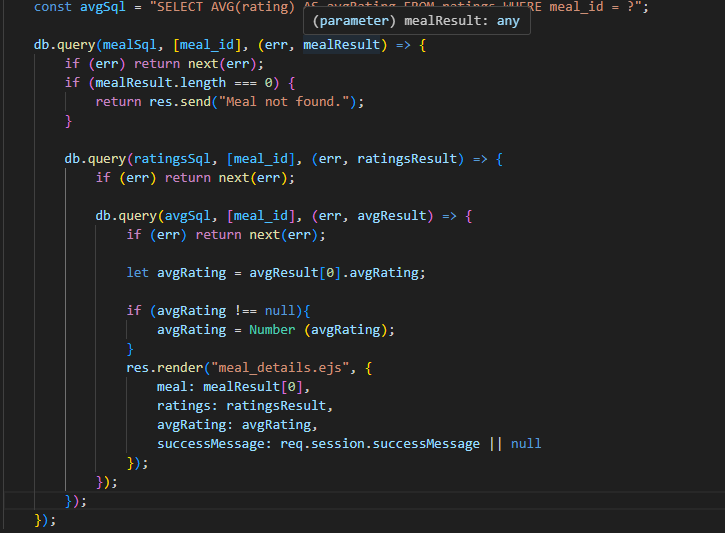 const avgSql = "SELECT AVG(rating) AS avgRating FROM ratings WHERE meal_id = ?";
(parameter) mealResult: any
db.query(mealSql, [meal_id], (err, mealResult) => {
if (err) return next(err);
if (mealResult.length === 0) {
return res.send("Meal not found.");
}
db.query(ratingsSql, [meal_id], (err, ratingsResult) => {
if (err) return next(err);
db.query(avgSql, [meal_id], (err, avgResult) => {
if (err) return next(err);
let avgRating = avgResult[0].avgRating;
if (avgRating !== null){
avgRating = Number (avgRating);
}
res.render("meal_details.ejs", {
meal: mealResult[0],
ratings: ratingsResult,
avgRating: avgRating,
successMessage: req.session.successMessage || null
});
});
});
});